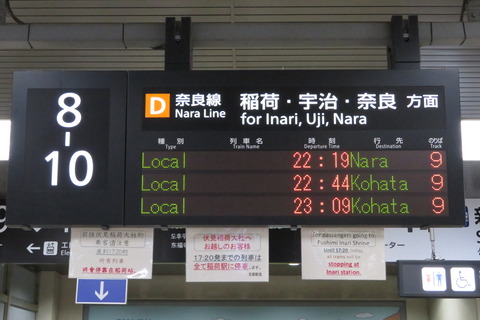 8-10
D 奈良線 稲荷・宇治・奈良 方面
Nara Line for Inari, Uji, Nara
種別 列車名 時刻 行先 のりば
Type Train Name Departure Time Destination Track
Local 22:19 Nara 9
Local 22:44 Kohata 9
Local 23:09 Kohata 9
伏見稲荷大社へ
お越しのお客様
17:20発までの列車は
全て稲荷駅に停車
For passengers going to
Fushimi Inari Shrine
stopping at
Inari station.